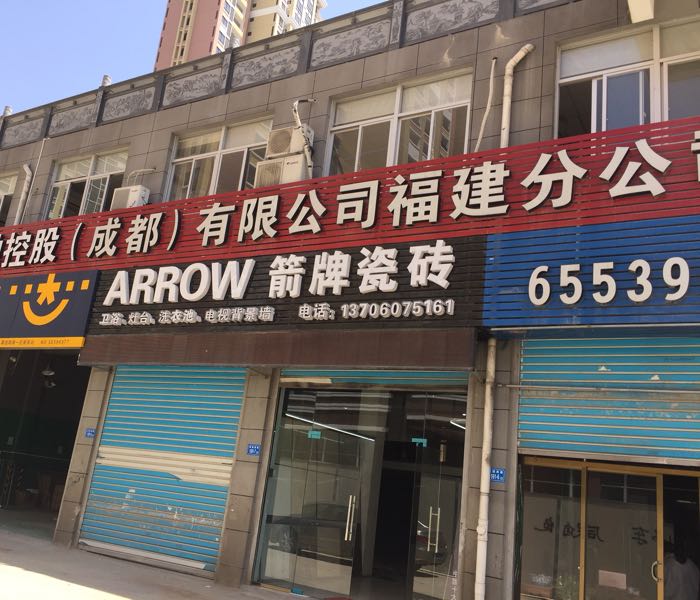 控股（成都）有限公司福建分公司
ARROW 箭牌瓷砖
卫浴、灶台、洗衣池、电视背景墙 电话：13706075161
65539